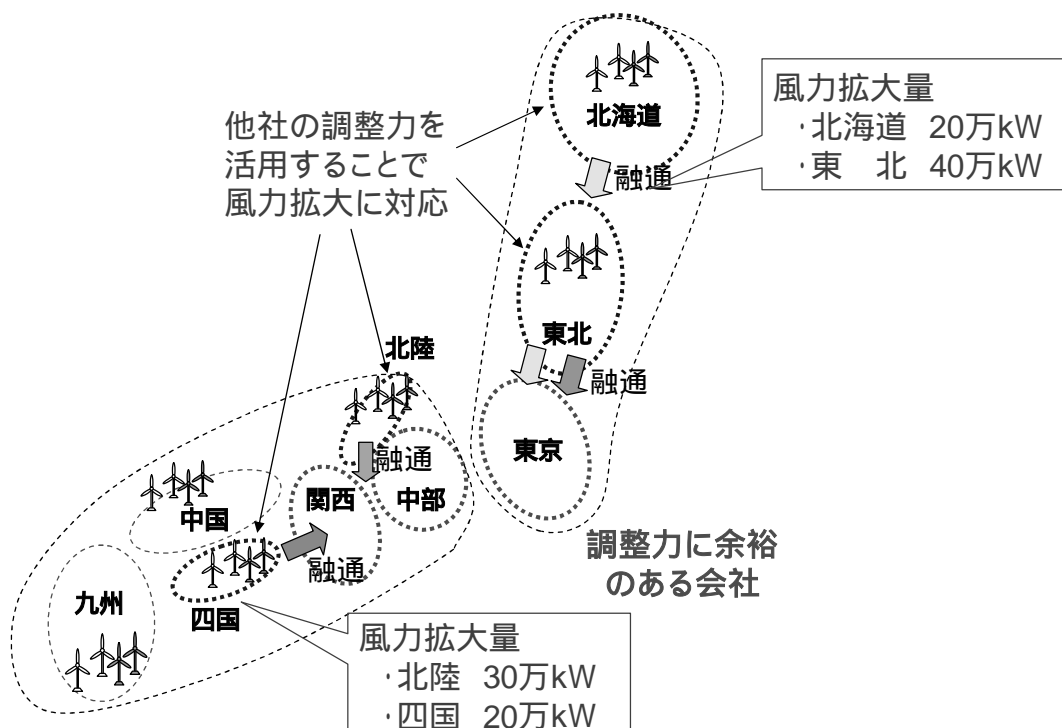 北海道
風力拡大量
・北海道 20万kW
・東　北 40万kW
他社の調整力を
活用することで
風力拡大に対応
融通
東北
融通
北陸
東京
融通
関西
中部
中国
融通
調整力に余裕
のある会社
九州
四国
風力拡大量
・北陸 30万kW
・四国 20万kW